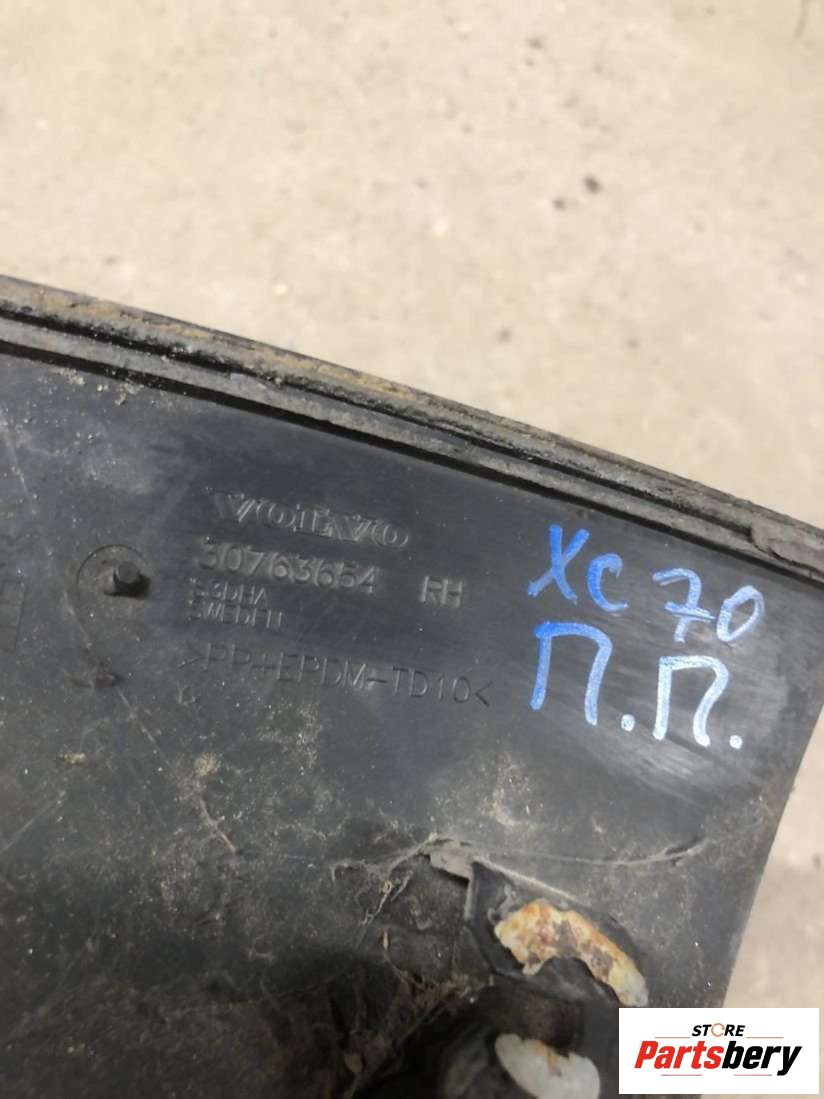 VOLVO
30763654 RH
SWEDEN
>PP+EPDM-TD10<
XC 70
П.П.
STORE
Partsbery